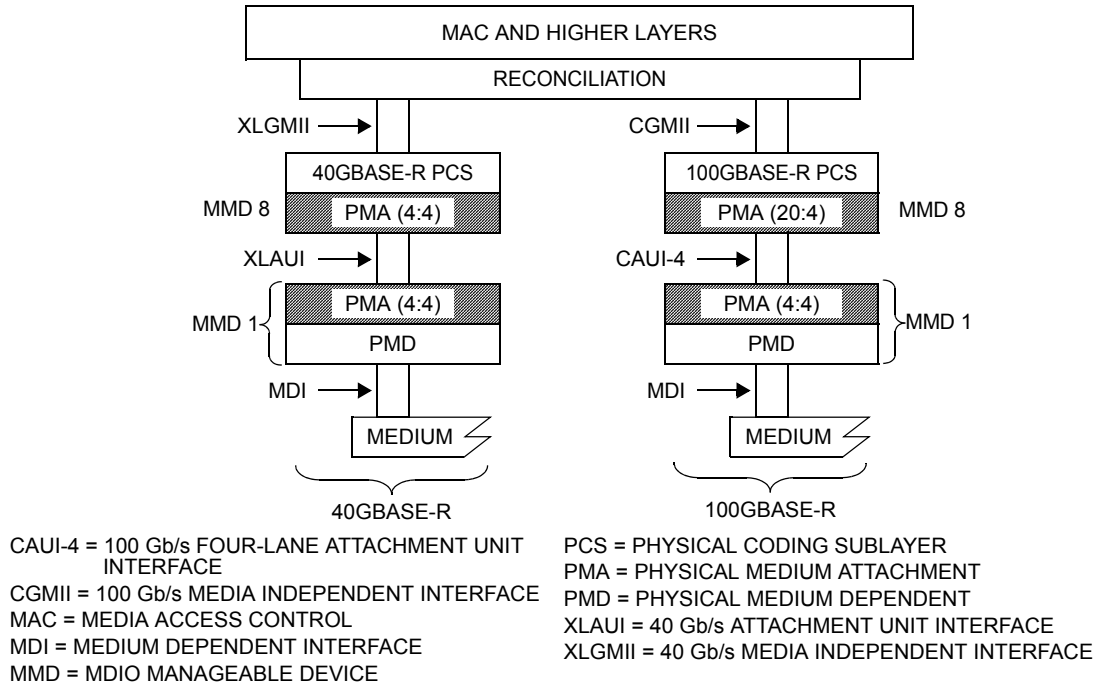 MAC AND HIGHER LAYERS
RECONCILIATION
XLGMII
CGMII
40GBASE-R PCS
100GBASE-R PCS
MMD 8
PMA (4:4)
PMA (20:4)
MMD 8
XLAUI
CAUI-4
PMA (4:4)
PMA (4:4)
MMD 1
MMD 1
PMD
PMD
MDI
MDI
MEDIUM
MEDIUM
40GBASE-R
100GBASE-R
CAUI-4 = 100 Gb/s FOUR-LANE ATTACHMENT UNIT
INTERFACE
CGMII = 100 Gb/s MEDIA INDEPENDENT INTERFACE
MAC = MEDIA ACCESS CONTROL
MDI = MEDIUM DEPENDENT INTERFACE
MMD = MDIO MANAGEABLE DEVICE
PCS = PHYSICAL CODING SUBLAYER
PMA = PHYSICAL MEDIUM ATTACHMENT
PMD = PHYSICAL MEDIUM DEPENDENT
XLAUI = 40 Gb/s ATTACHMENT UNIT INTERFACE
XLGMII = 40 Gb/s MEDIA INDEPENDENT INTERFACE